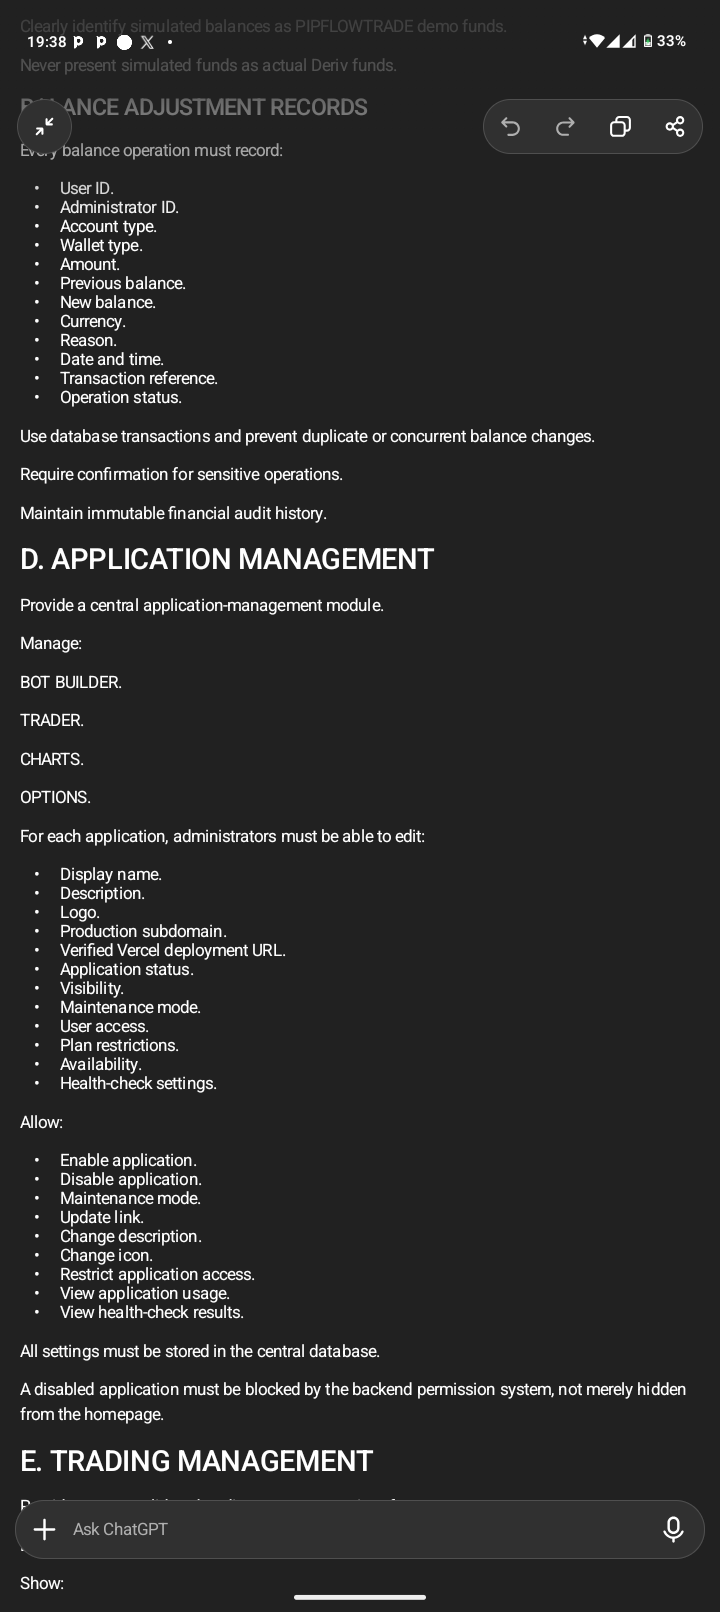 Clearly identify simulated balances as PIPFLOWTRADE demo funds.
19:38
33%
Never present simulated funds as actual Deriv funds.
BALANCE ADJUSTMENT RECORDS
Every balance operation must record:
• User ID.
• Administrator ID.
• Account type.
• Wallet type.
• Amount.
• Previous balance.
• New balance.
• Currency.
• Reason.
• Date and time.
• Transaction reference.
• Operation status.
Use database transactions and prevent duplicate or concurrent balance changes.
Require confirmation for sensitive operations.
Maintain immutable financial audit history.
D. APPLICATION MANAGEMENT
Provide a central application-management module.
Manage:
BOT BUILDER.
TRADER.
CHARTS.
OPTIONS.
For each application, administrators must be able to edit:
• Display name.
• Description.
• Logo.
• Production subdomain.
• Verified Vercel deployment URL.
• Application status.
• Visibility.
• Maintenance mode.
• User access.
• Plan restrictions.
• Availability.
• Health-check settings.
Allow:
• Enable application.
• Disable application.
• Maintenance mode.
• Update link.
• Change description.
• Change icon.
• Restrict application access.
• View application usage.
• View health-check results.
All settings must be stored in the central database.
A disabled application must be blocked by the backend permission system, not merely hidden
from the homepage.
E. TRADING MANAGEMENT
Ask ChatGPT
Show: